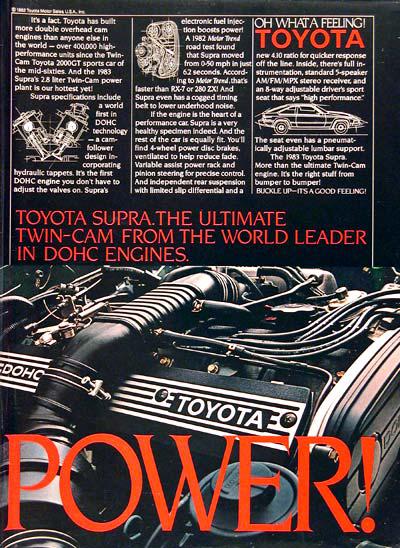 © 1982 Toyota Motor Sales, U.S.A., Inc.
It's a fact. Toyota has built
more double overhead cam
engines than anyone else in
the world — over 400,000 high-
performance units since the Twin-
Cam Toyota 2000GT sports car of
the mid-sixties. And the 1983
Supra's 2.8 liter Twin-Cam power
plant is our hottest yet!
Supra specifications include
a world
first in
DOHC
technology
— a cam-
follower
design in-
corporating
hydraulic tappets. It's the first
DOHC engine you don't have to
adjust the valves on. Supra's
electronic fuel injec-
tion boosts power!
A 1982 Motor Trend
road test found
that Supra moved
from 0-50 mph in just
6.2 seconds. Accord-
ing to Motor Trend, that's
faster than RX-7 or 280 ZX! And
Supra even has a cogged timing
belt to lower underhood noise.
If the engine is the heart of a
performance car, Supra is a very
healthy specimen indeed. And the
rest of the car is equally fit. You'll
find 4-wheel power disc brakes,
ventilated to help reduce fade.
Variable assist power rack and
pinion steering for precise control.
And independent rear suspension
with limited slip differential and a
OH WHAT A FEELING!
TOYOTA
new 4.10 ratio for quicker response
off the line. Inside, there's full in-
strumentation, standard 5-speaker
AM/FM/MPX stereo receiver, and
an 8-way adjustable driver's sport
seat that says "high performance."
The seat even has a pneumat-
ically adjustable lumbar support.
The 1983 Toyota Supra.
More than the ultimate Twin-Cam
engine. It's the right stuff from
bumper to bumper!
BUCKLE UP—IT'S A GOOD FEELING!
TOYOTA SUPRA. THE ULTIMATE
TWIN-CAM FROM THE WORLD LEADER
IN DOHC ENGINES.
DOHC
TOYOTA
POWER!